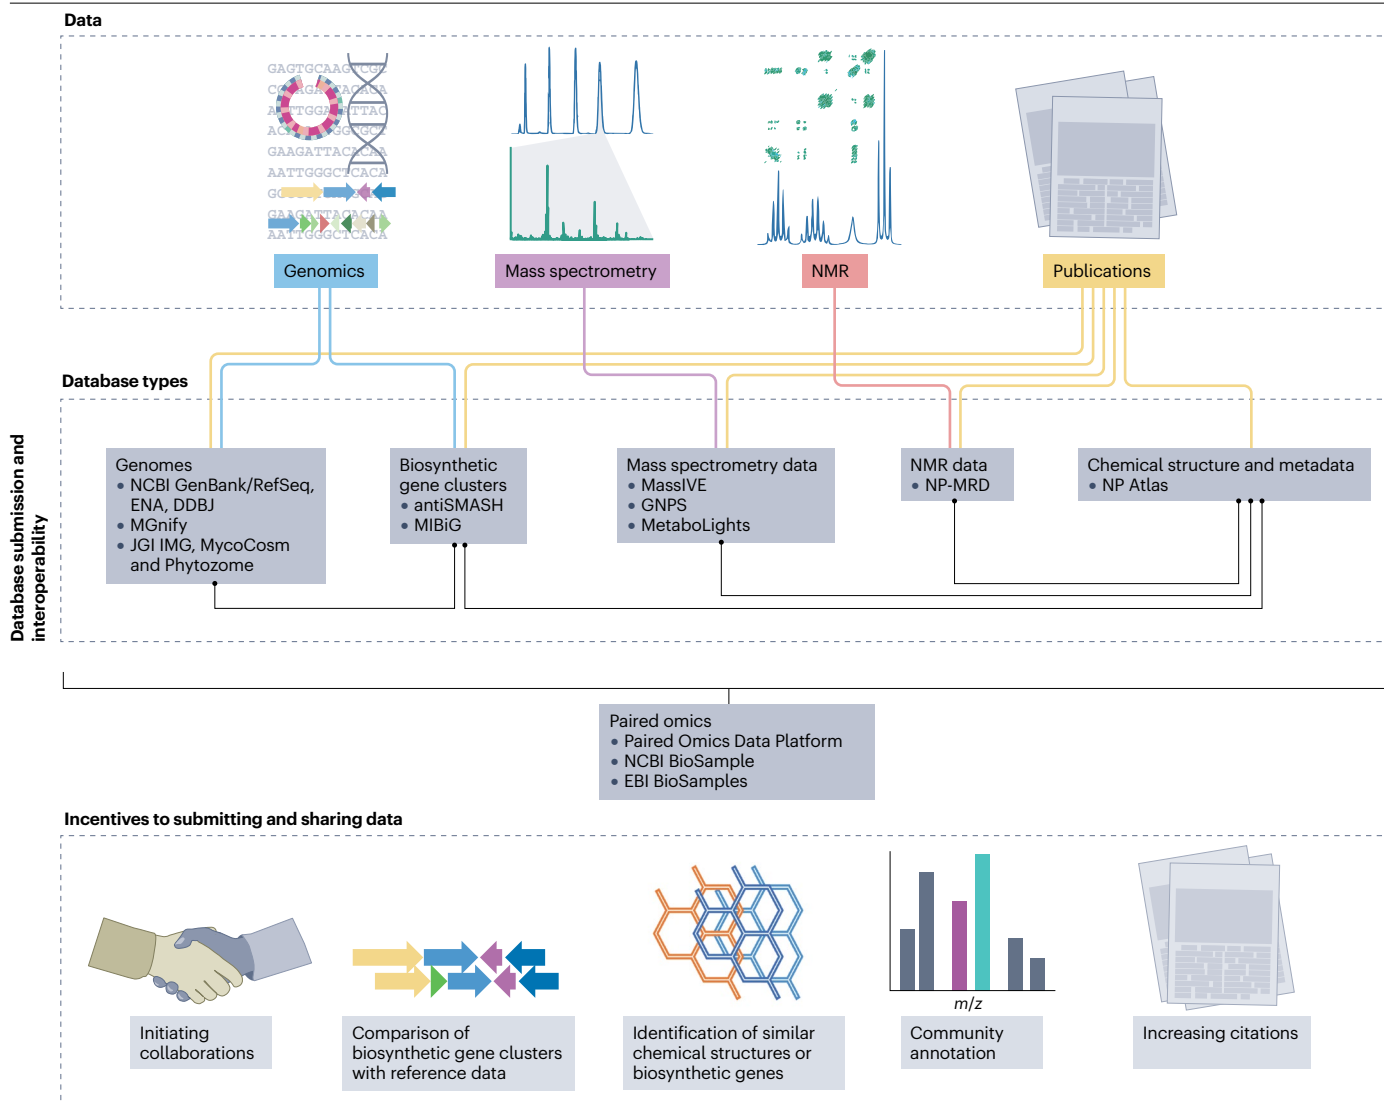 Data
GAGTGCAAGTCGC
GAAGATTACACAA
AATTGGGCTCACA
AATTGGGCTCACA
Genomics
Mass spectrometry
NMR
Publications
Database types
Database submission and
interoperability
Genomes
• NCBI GenBank/RefSeq,
ENA, DDBJ
• MGnify
• JGI IMG, MycoCosm
and Phytozome
Biosynthetic
gene clusters
• antiSMASH
• MIBiG
Mass spectrometry data
• MassIVE
• GNPS
• MetaboLights
NMR data
• NP-MRD
Chemical structure and metadata
• NP Atlas
Paired omics
• Paired Omics Data Platform
• NCBI BioSample
• EBI BioSamples
Incentives to submitting and sharing data
m/z
Initiating
collaborations
Comparison of
biosynthetic gene clusters
with reference data
Identification of similar
chemical structures or
biosynthetic genes
Community
annotation
Increasing citations